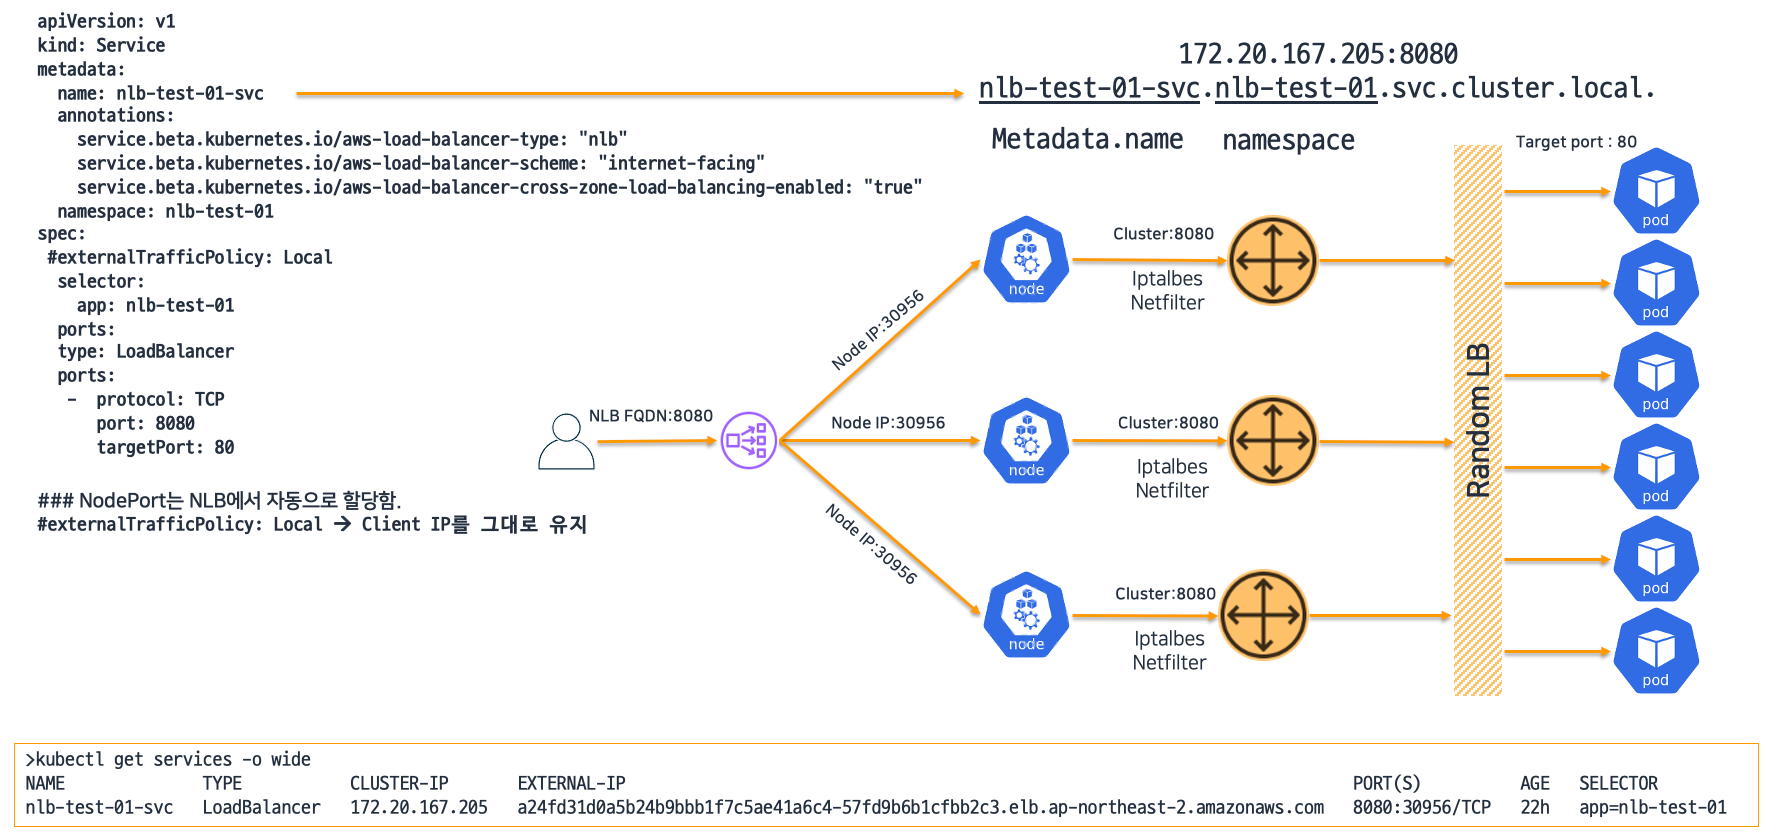 apiVersion: v1
kind: Service
metadata:
name: nlb-test-01-svc
annotations:
service.beta.kubernetes.io/aws-load-balancer-type: "nlb"
service.beta.kubernetes.io/aws-load-balancer-scheme: "internet-facing"
service.beta.kubernetes.io/aws-load-balancer-cross-zone-load-balancing-enabled: "true"
namespace: nlb-test-01
spec:
#externalTrafficPolicy: Local
selector:
app: nlb-test-01
ports:
type: LoadBalancer
ports:
- protocol: TCP
port: 8080
targetPort: 80
### NodePort는 NLB에서 자동으로 할당함.
#externalTrafficPolicy: Local → Client IP를 그대로 유지
172.20.167.205:8080
nlb-test-01-svc.nlb-test-01.svc.cluster.local.
Metadata.name namespace
NLB FQDN:8080
Node IP:30956
Node IP:30956
Node IP:30956
node
node
node
Cluster:8080
Iptalbes
Netfilter
Cluster:8080
Iptalbes
Netfilter
Cluster:8080
Iptalbes
Netfilter
Random LB
Target port : 80
pod
pod
pod
pod
pod
pod
>kubectl get services -o wide
NAME TYPE CLUSTER-IP EXTERNAL-IP PORT(S) AGE SELECTOR
nlb-test-01-svc LoadBalancer 172.20.167.205 a24fd31d0a5b24b9bbb1f7c5ae41a6c4-57fd9b6b1cfbb2c3.elb.ap-northeast-2.amazonaws.com 8080:30956/TCP 22h app=nlb-test-01